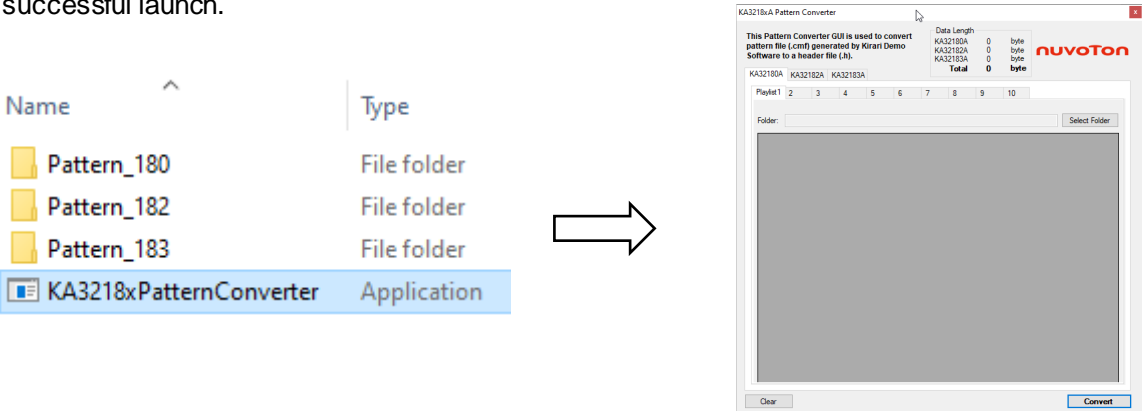 successful launch.
Name Type
Pattern_180 File folder
Pattern_182 File folder
Pattern_183 File folder
KA3218xPatternConverter Application
KA3218xA Pattern Converter x
This Pattern Converter GUI is used to convert
pattern file (.cmf) generated by Kirari Demo
Software to a header file (.h).
Data Length
KA32180A 0 byte
KA32182A 0 byte
KA32183A 0 byte
Total 0 byte
nuvoTon
KA32180A KA32182A KA32183A
Playlist 1 2 3 4 5 6 7 8 9 10
Folder: Select Folder
Clear Convert